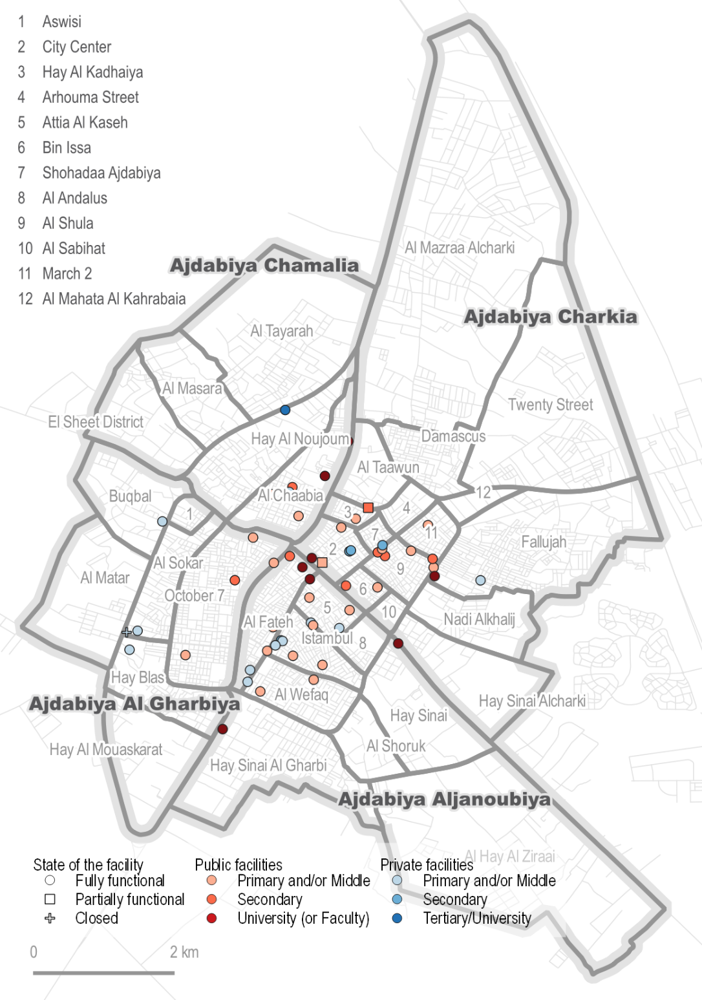 1 Aswisi
2 City Center
3 Hay Al Kadhaiya
4 Arhouma Street
5 Attia Al Kaseh
6 Bin Issa
7 Shohadaa Ajdabiya
8 Al Andalus
9 Al Shula
10 Al Sabihat
11 March 2
12 Al Mahata Al Kahrabaia
Al Mazraa Alcharki
Ajdabiya Chamalia
Ajdabiya Charkia
Al Tayarah
Al Masara
Twenty Street
El Sheet District
Damascus
Hay Al Noujoum
Al Taawun
Buqbal
Al Chaabia
12
1
3
4
7
11
2
Fallujah
Al Sokar
9
Al Matar
October 7
6
5
10
Al Fateh
Nadi Alkhalij
Istambul
8
Hay Blas
Al Wefaq
Ajdabiya Al Gharbiya
Hay Sinai Alcharki
Hay Sinai
Hay Al Mouaskarat
Al Shoruk
Hay Sinai Al Gharbi
Ajdabiya Aljanoubiya
Al Hay Al Ziraai
State of the facility
Fully functional
Partially functional
Closed
Public facilities
Primary and/or Middle
Secondary
University (or Faculty)
Private facilities
Primary and/or Middle
Secondary
Tertiary/University
0 2 km